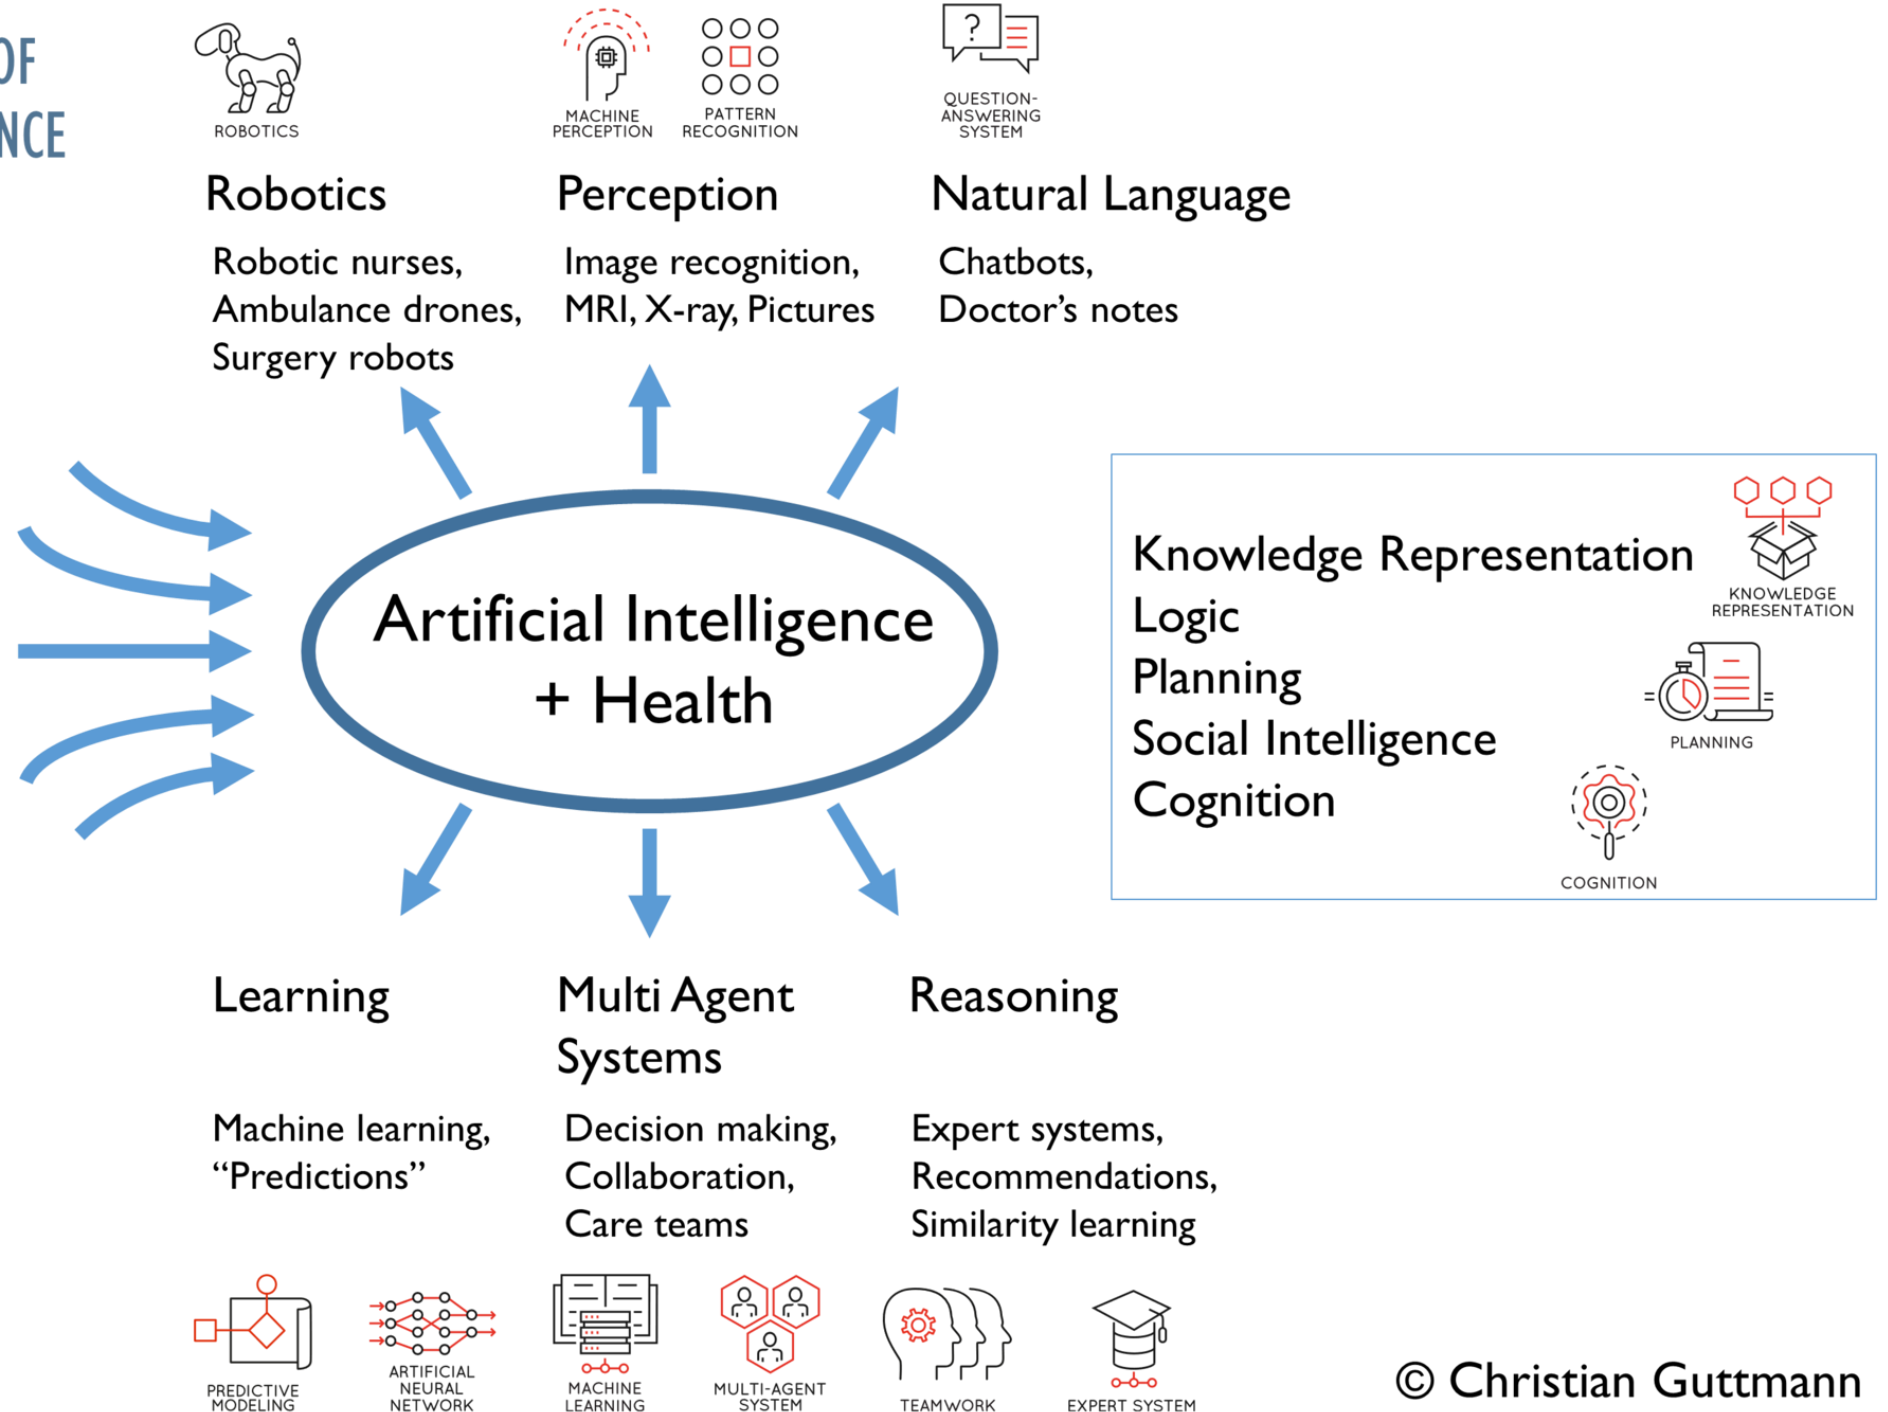 OF
NCE
ROBOTICS
MACHINE
PERCEPTION
PATTERN
RECOGNITION
QUESTION-
ANSWERING
SYSTEM
Robotics
Robotic nurses,
Ambulance drones,
Surgery robots
Perception
Image recognition,
MRI, X-ray, Pictures
Natural Language
Chatbots,
Doctor's notes
Artificial Intelligence
+ Health
Knowledge Representation
Logic
Planning
Social Intelligence
Cognition
KNOWLEDGE
REPRESENTATION
PLANNING
COGNITION
Learning
Machine learning,
“Predictions”
Multi Agent
Systems
Decision making,
Collaboration,
Care teams
Reasoning
Expert systems,
Recommendations,
Similarity learning
PREDICTIVE
MODELING
ARTIFICIAL
NEURAL
NETWORK
MACHINE
LEARNING
MULTI-AGENT
SYSTEM
TEAMWORK
EXPERT SYSTEM
© Christian Guttmann